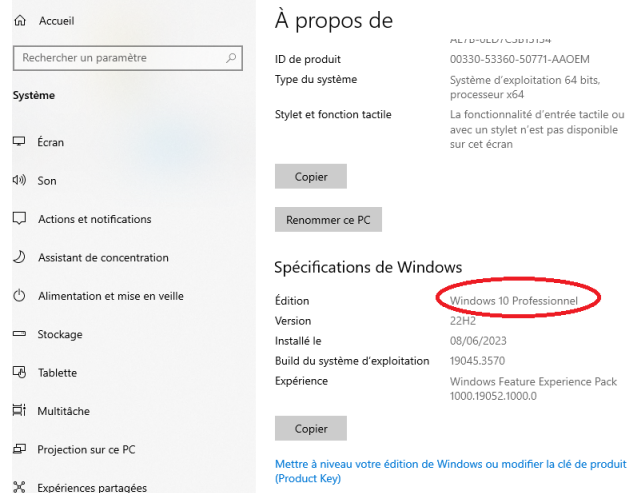 Accueil
Rechercher un paramètre
Système
Écran
Son
Actions et notifications
Assistant de concentration
Alimentation et mise en veille
Stockage
Tablette
Multitâche
Projection sur ce PC
Expériences partagées
À propos de
ID de produit 00330-53360-50771-AAOEM
Type du système Système d'exploitation 64 bits,
processeur x64
Stylet et fonction tactile La fonctionnalité d'entrée tactile ou
avec un stylet n'est pas disponible
sur cet écran
Copier
Renommer ce PC
Spécifications de Windows
Édition Windows 10 Professionnel
Version 22H2
Installé le 08/06/2023
Build du système d'exploitation 19045.3570
Expérience Windows Feature Experience Pack
1000.19052.1000.0
Copier
Mettre à niveau votre édition de Windows ou modifier la clé de produit
(Product Key)